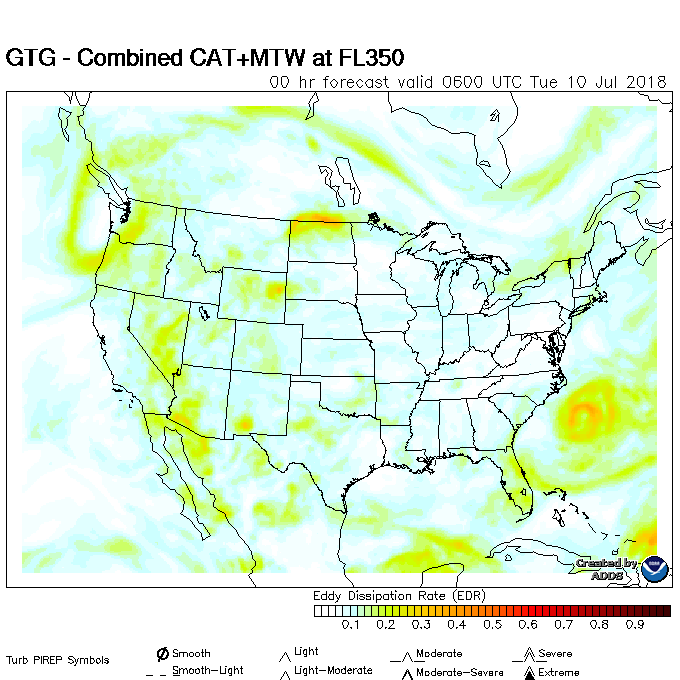 GTG - Combined CAT+MTW at FL350
00 hr forecast valid 0600 UTC Tue 10 Jul 2018
Created by
ADDS
Eddy Dissipation Rate (EDR)
0.1 0.2 0.3 0.4 0.5 0.6 0.7 0.8 0.9
Turb PIREP Symbols
Smooth Light Moderate Severe
Smooth-Light Light-Moderate Moderate-Severe Extreme